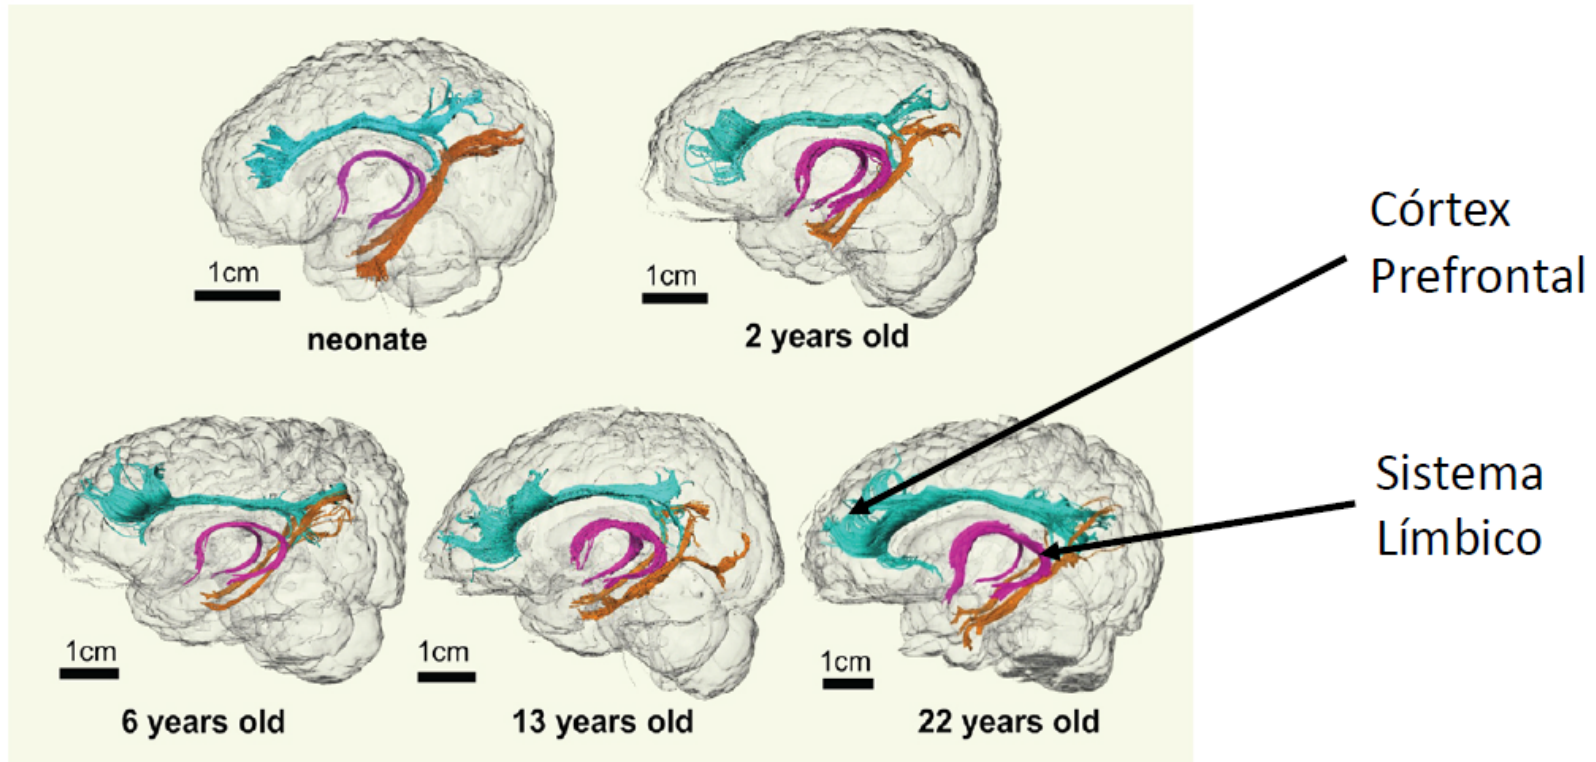 1cm
neonate
1cm
2 years old
Córtex
Prefrontal
1cm
6 years old
1cm
13 years old
1cm
22 years old
Sistema
Límbico